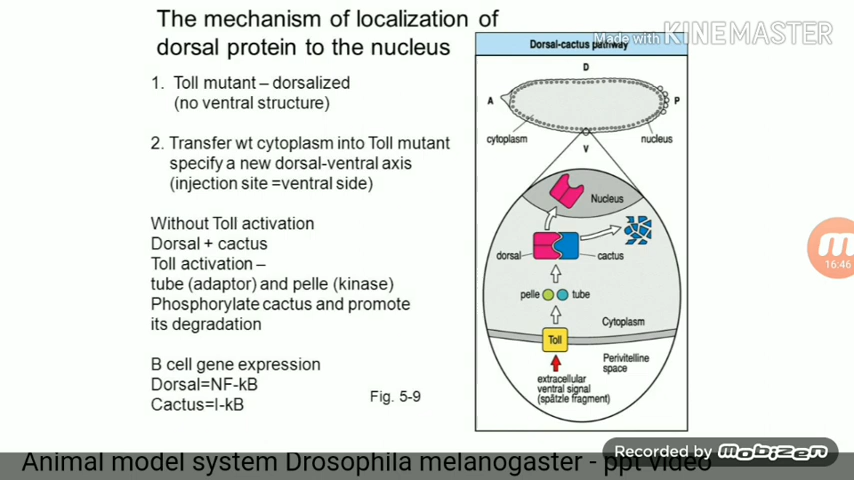 The mechanism of localization of
dorsal protein to the nucleus
1. Toll mutant – dorsalized
(no ventral structure)
2. Transfer wt cytoplasm into Toll mutant
specify a new dorsal-ventral axis
(injection site =ventral side)
Without Toll activation
Dorsal + cactus
Toll activation –
tube (adaptor) and pelle (kinase)
Phosphorylate cactus and promote
its degradation
B cell gene expression
Dorsal=NF-kB
Cactus=I-kB
Fig. 5-9
Made with KINEMASTER
Dorsal-cactus pathway
D
A
P
cytoplasm
nucleus
V
Nucleus
dorsal
cactus
pelle
tube
Cytoplasm
Toll
Perivitelline
space
extracellular
ventral signal
(spätzle fragment)
16:46
Recorded by mobizen
Animal model system Drosophila melanogaster - ppt video